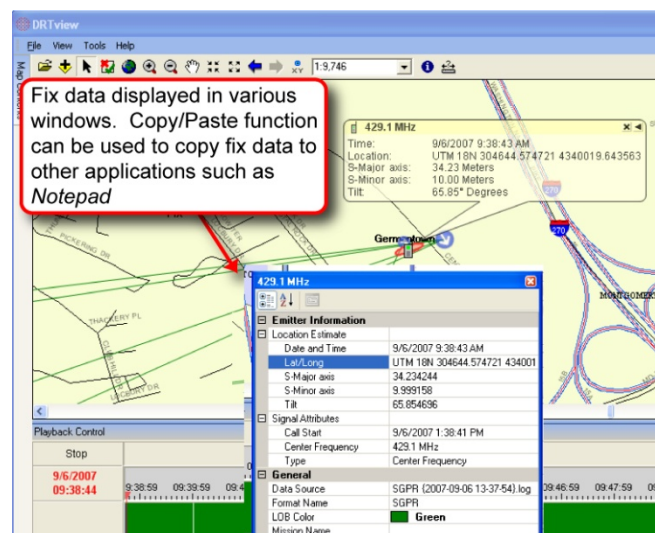 DRTview
File View Tools Help
1:9,746
XY
Map Contents
Fix data displayed in various
windows. Copy/Paste function
can be used to copy fix data to
other applications such as
Notepad
429.1 MHz
Time: 9/6/2007 9:38:43 AM
Location: UTM 18N 304644.574721 4340019.643563
S-Major axis: 34.23 Meters
S-Minor axis: 10.00 Meters
Tilt: 65.85° Degrees
270
270
Germantown
PICKERING DR
THACKERY PL
MONTGOMER
429.1 MHz
Emitter Information
Location Estimate
Date and Time 9/6/2007 9:38:43 AM
Lat/Long UTM 18N 304644.574721 434001
S-Major axis 34.234244
S-Minor axis 9.999158
Tilt 65.854696
Signal Attributes
Call Start 9/6/2007 1:38:41 PM
Center Frequency 429.1 MHz
Type Center Frequency
General
Data Source SGPR {2007-09-06 13-37-54}.log
Format Name SGPR
LOB Color Green
Mission Name
Playback Control
Stop
9/6/2007
09:38:44
9:38:59 09:39:59 09:4
09:46:59 09:47:59